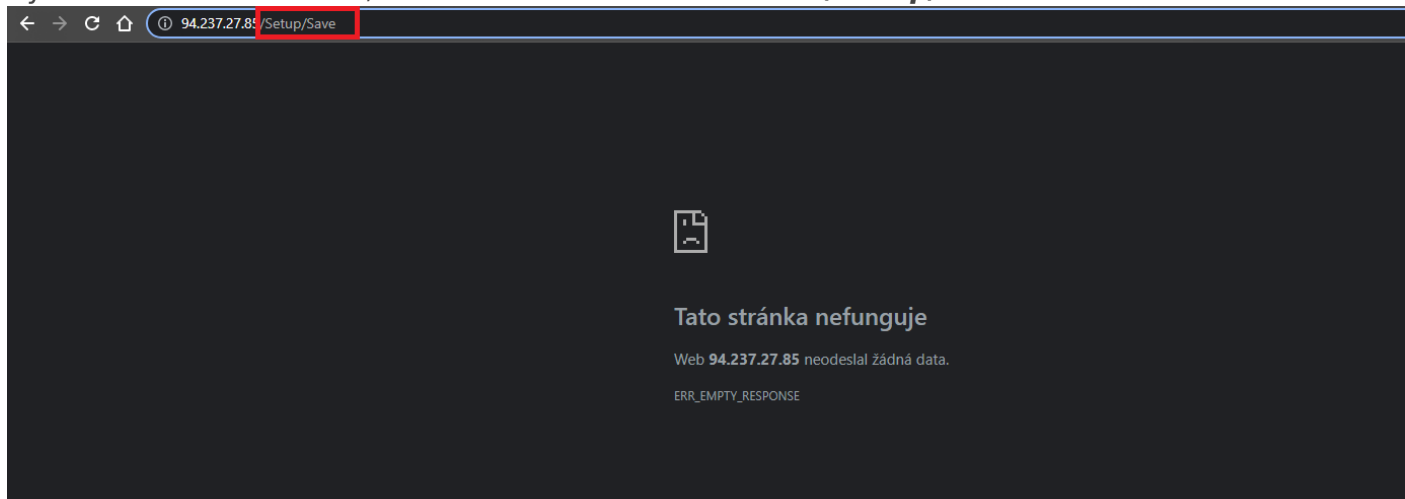 94.237.27.85/Setup/Save
Tato stránka nefunguje
Web 94.237.27.85 neodeslal žádná data.
ERR_EMPTY_RESPONSE